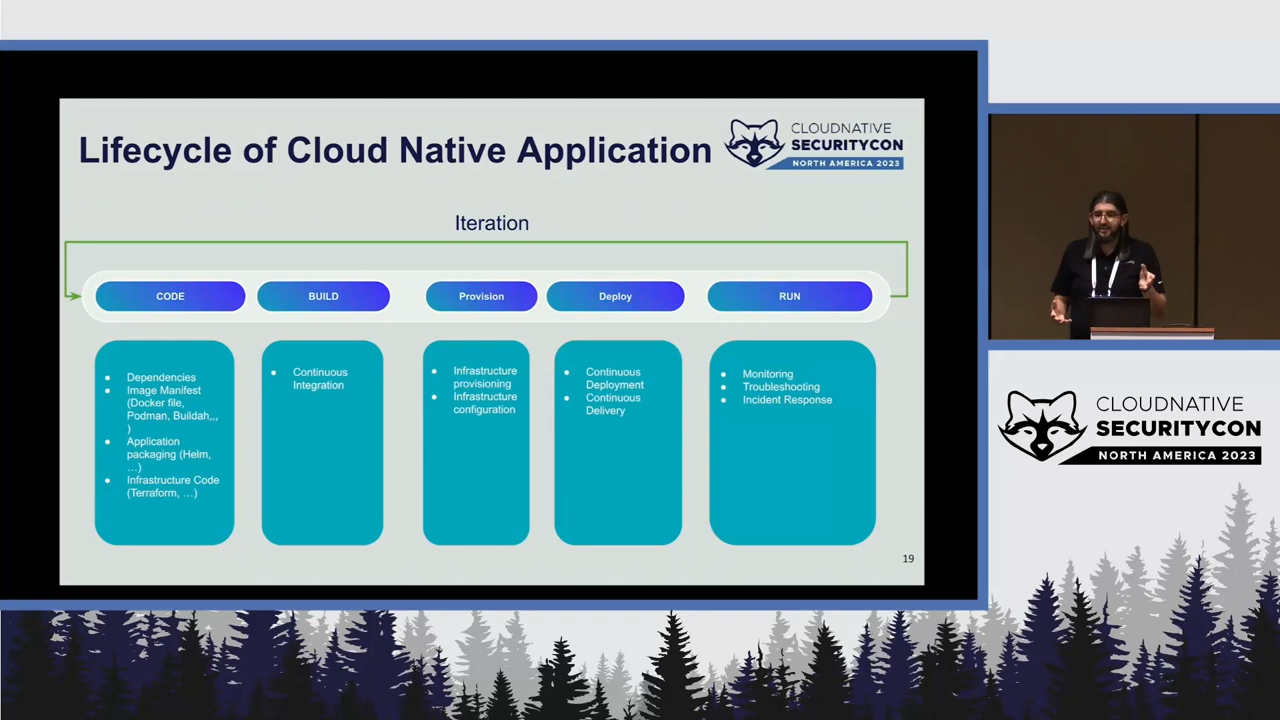 Lifecycle of Cloud Native Application
CLOUDNATIVE
SECURITYCON
NORTH AMERICA 2023
Iteration
CODE
BUILD
Provision
Deploy
RUN
● Dependencies
● Image Manifest
(Docker file,
Podman, Buildah,,,
)
● Application
packaging (Helm,
…)
● Infrastructure Code
(Terraform, …)
● Continuous
Integration
● Infrastructure
provisioning
● Infrastructure
configuration
● Continuous
Deployment
● Continuous
Delivery
● Monitoring
● Troubleshooting
● Incident Response
19
CLOUDNATIVE
SECURITYCON
NORTH AMERICA 2023